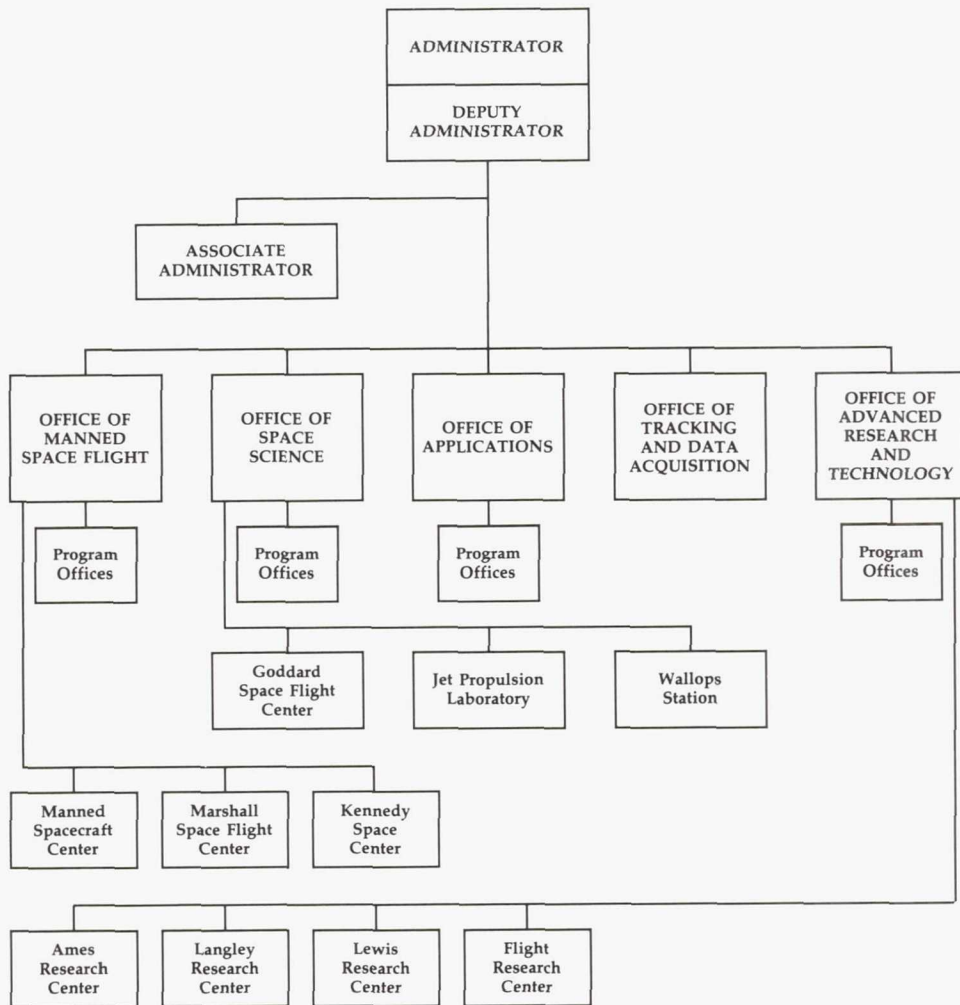 ADMINISTRATOR
DEPUTY
ADMINISTRATOR
ASSOCIATE
ADMINISTRATOR
OFFICE OF
MANNED
SPACE FLIGHT
OFFICE OF
SPACE
SCIENCE
OFFICE OF
APPLICATIONS
OFFICE OF
TRACKING
AND DATA
ACQUISITION
OFFICE OF
ADVANCED
RESEARCH
AND
TECHNOLOGY
Program
Offices
Program
Offices
Program
Offices
Program
Offices
Goddard
Space Flight
Center
Jet Propulsion
Laboratory
Wallops
Station
Manned
Spacecraft
Center
Marshall
Space Flight
Center
Kennedy
Space
Center
Ames
Research
Center
Langley
Research
Center
Lewis
Research
Center
Flight
Research
Center